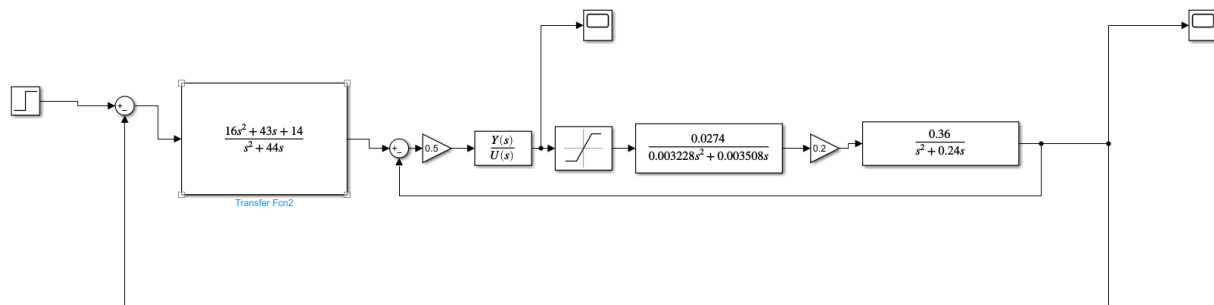 16s² + 43s + 14
s² + 44s
Transfer Fcn2
+
−
+
−
0.5
Y(s)
U(s)
0.0274
0.003228s² + 0.003508s
0.2
0.36
s² + 0.24s